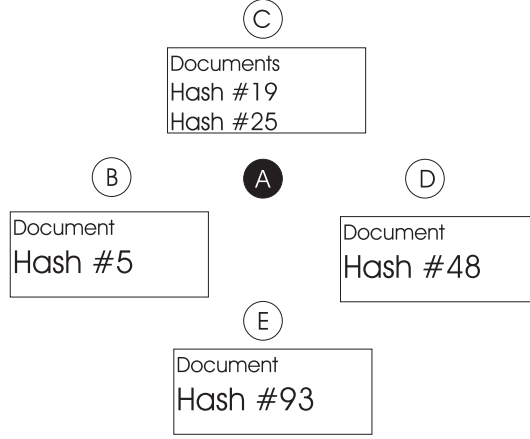 C
Documents
Hash #19
Hash #25
B
A
D
Document
Hash #5
Document
Hash #48
E
Document
Hash #93